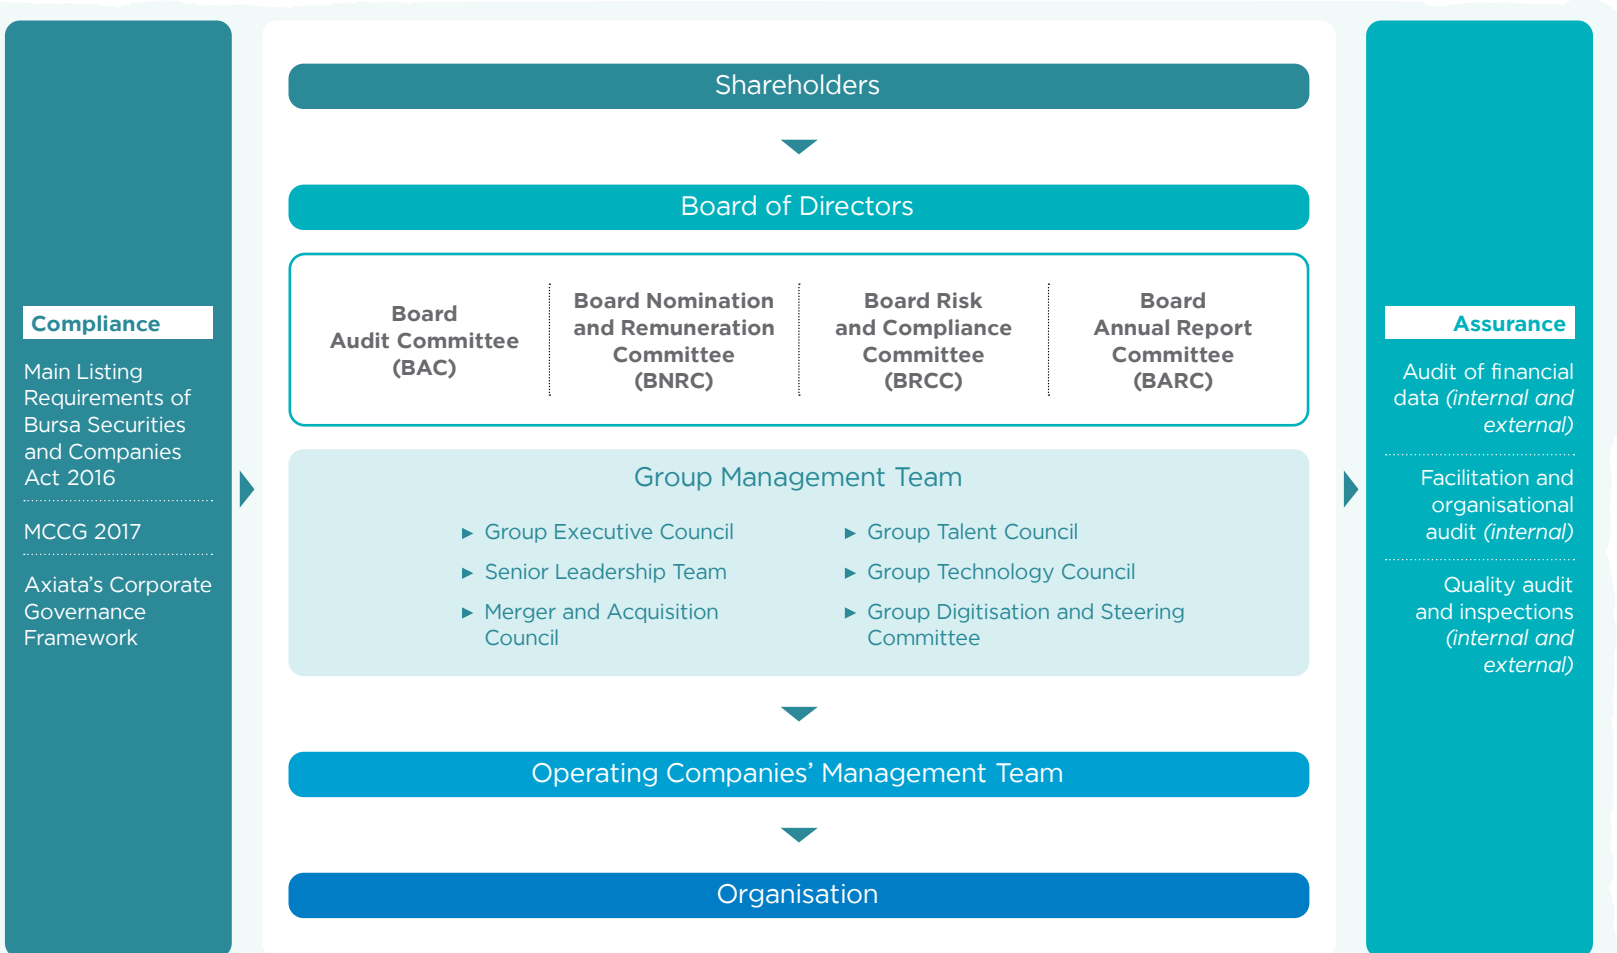 Compliance
Main Listing
Requirements of
Bursa Securities
and Companies
Act 2016
MCCG 2017
Axiata’s Corporate
Governance
Framework
Shareholders
Board of Directors
Board
Audit Committee
(BAC)
Board Nomination
and Remuneration
Committee
(BNRC)
Board Risk
and Compliance
Committee
(BRCC)
Board
Annual Report
Committee
(BARC)
Group Management Team
► Group Executive Council
► Senior Leadership Team
► Merger and Acquisition
Council
► Group Talent Council
► Group Technology Council
► Group Digitisation and Steering
Committee
Operating Companies’ Management Team
Organisation
Assurance
Audit of financial
data (internal and
external)
Facilitation and
organisational
audit (internal)
Quality audit
and inspections
(internal and
external)